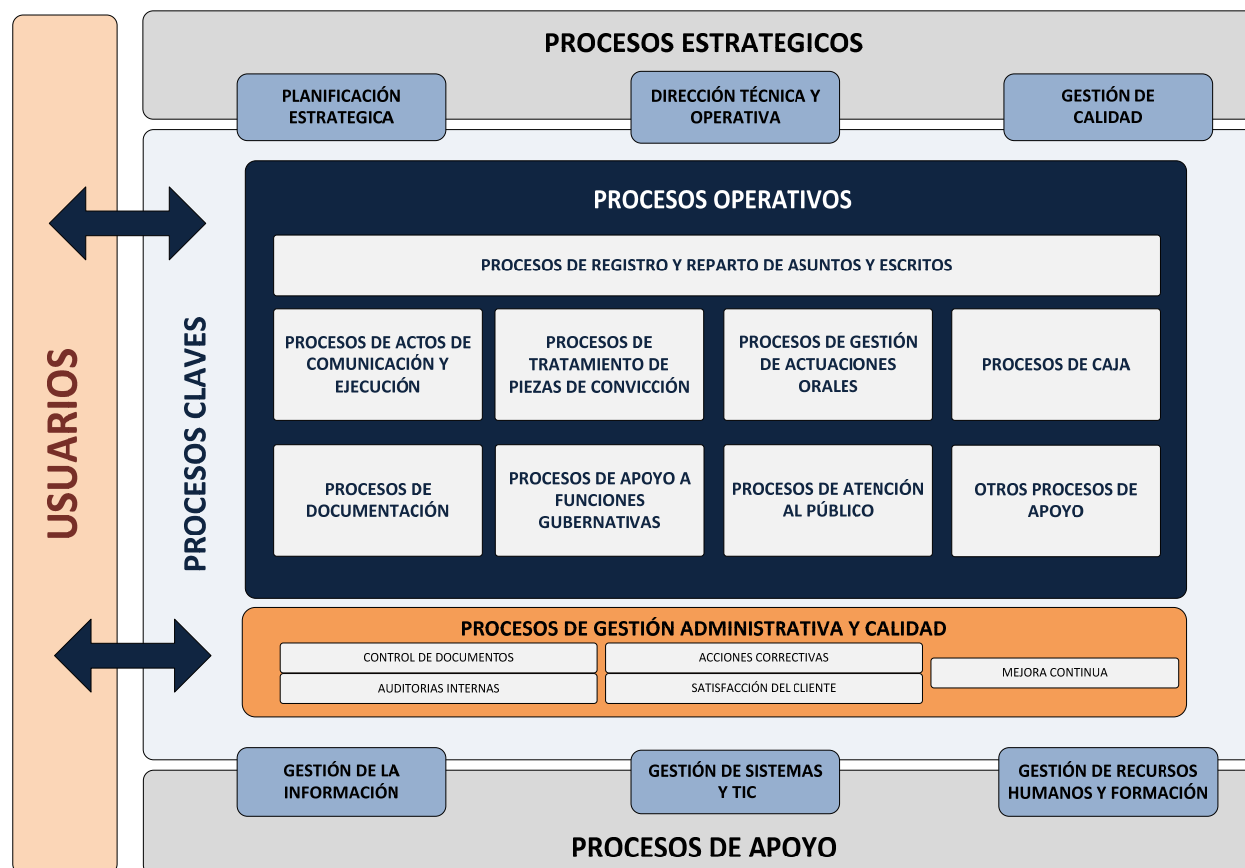 PROCESOS ESTRATEGICOS
PLANIFICACIÓN
ESTRATEGICA
DIRECCIÓN TÉCNICA Y
OPERATIVA
GESTIÓN DE
CALIDAD
USUARIOS
PROCESOS CLAVES
PROCESOS OPERATIVOS
PROCESOS DE REGISTRO Y REPARTO DE ASUNTOS Y ESCRITOS
PROCESOS DE ACTOS DE
COMUNICACIÓN Y
EJECUCIÓN
PROCESOS DE
TRATAMIENTO DE
PIEZAS DE CONVICCIÓN
PROCESOS DE GESTIÓN
DE ACTUACIONES
ORALES
PROCESOS DE CAJA
PROCESOS DE
DOCUMENTACIÓN
PROCESOS DE APOYO A
FUNCIONES
GUBERNATIVAS
PROCESOS DE ATENCIÓN
AL PÚBLICO
OTROS PROCESOS DE
APOYO
PROCESOS DE GESTIÓN ADMINISTRATIVA Y CALIDAD
CONTROL DE DOCUMENTOS
ACCIONES CORRECTIVAS
MEJORA CONTINUA
AUDITORIAS INTERNAS
SATISFACCIÓN DEL CLIENTE
GESTIÓN DE LA
INFORMACIÓN
GESTIÓN DE SISTEMAS
Y TIC
GESTIÓN DE RECURSOS
HUMANOS Y FORMACIÓN
PROCESOS DE APOYO